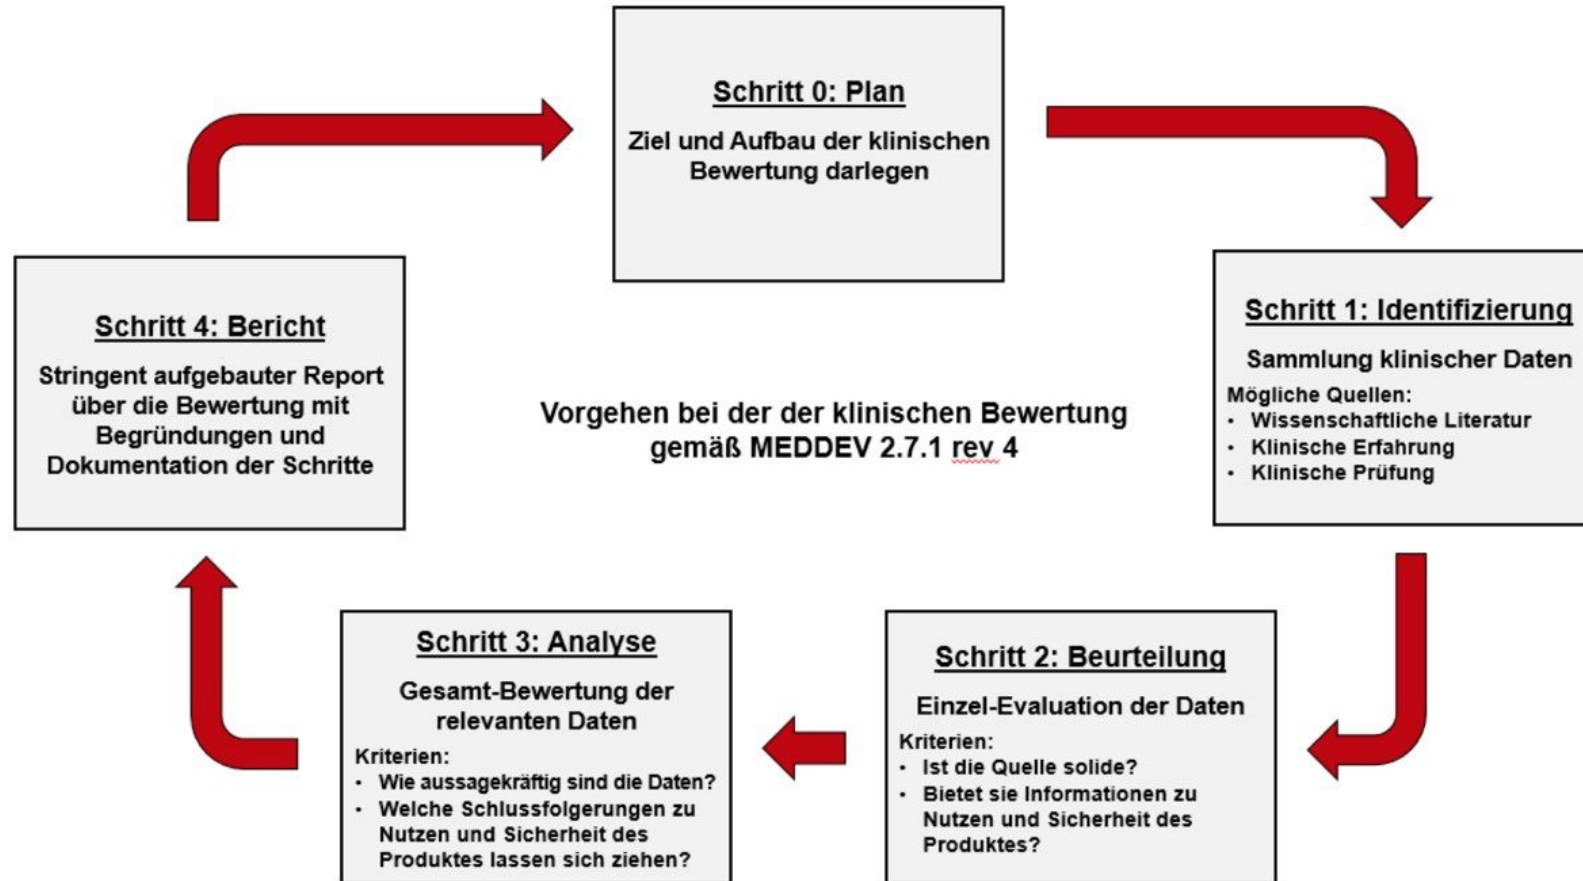 Schritt 0: Plan
Ziel und Aufbau der klinischen
Bewertung darlegen
Schritt 1: Identifizierung
Sammlung klinischer Daten
Mögliche Quellen:
• Wissenschaftliche Literatur
• Klinische Erfahrung
• Klinische Prüfung
Schritt 2: Beurteilung
Einzel-Evaluation der Daten
Kriterien:
• Ist die Quelle solide?
• Bietet sie Informationen zu
Nutzen und Sicherheit des
Produktes?
Schritt 3: Analyse
Gesamt-Bewertung der
relevanten Daten
Kriterien:
• Wie aussagekräftig sind die Daten?
• Welche Schlussfolgerungen zu
Nutzen und Sicherheit des
Produktes lassen sich ziehen?
Schritt 4: Bericht
Stringent aufgebauter Report
über die Bewertung mit
Begründungen und
Dokumentation der Schritte
Vorgehen bei der der klinischen Bewertung
gemäß MEDDEV 2.7.1 rev 4